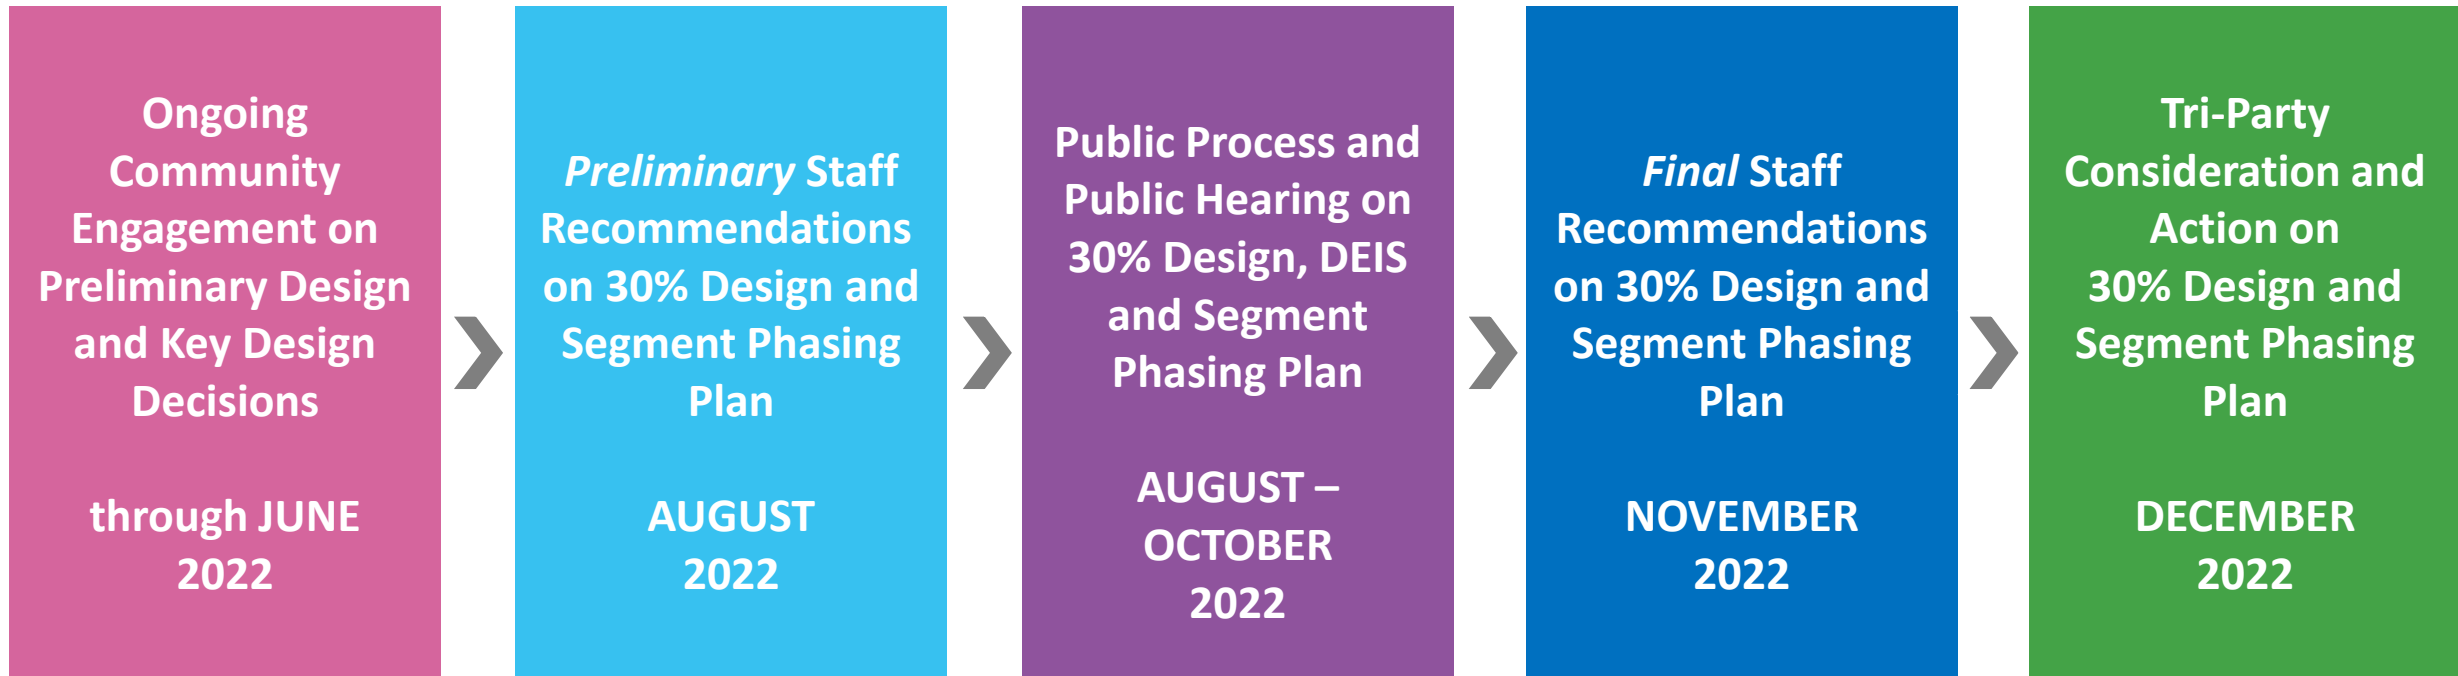 Ongoing
Community
Engagement on
Preliminary Design
and Key Design
Decisions
through JUNE
2022
Preliminary Staff
Recommendations
on 30% Design and
Segment Phasing
Plan
AUGUST
2022
Public Process and
Public Hearing on
30% Design, DEIS
and Segment
Phasing Plan
AUGUST –
OCTOBER
2022
Final Staff
Recommendations
on 30% Design and
Segment Phasing
Plan
NOVEMBER
2022
Tri-Party
Consideration and
Action on
30% Design and
Segment Phasing
Plan
DECEMBER
2022